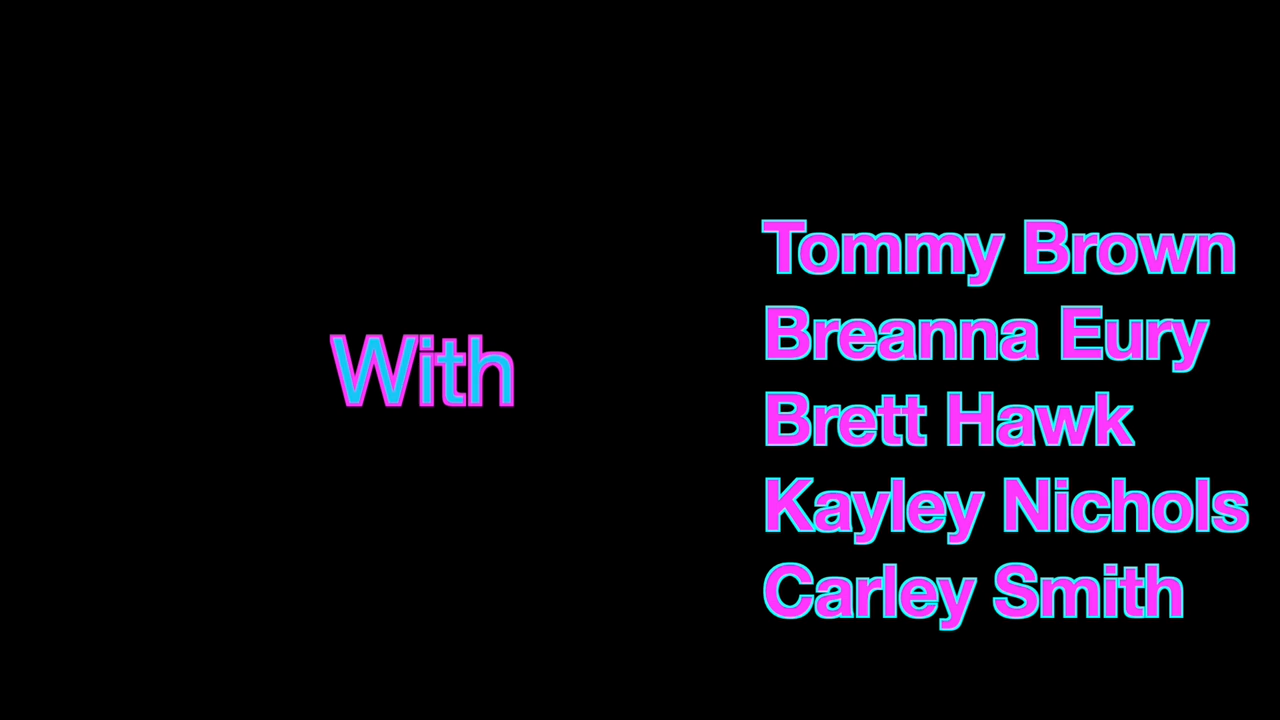 With
Tommy Brown
Breanna Eury
Brett Hawk
Kayley Nichols
Carley Smith